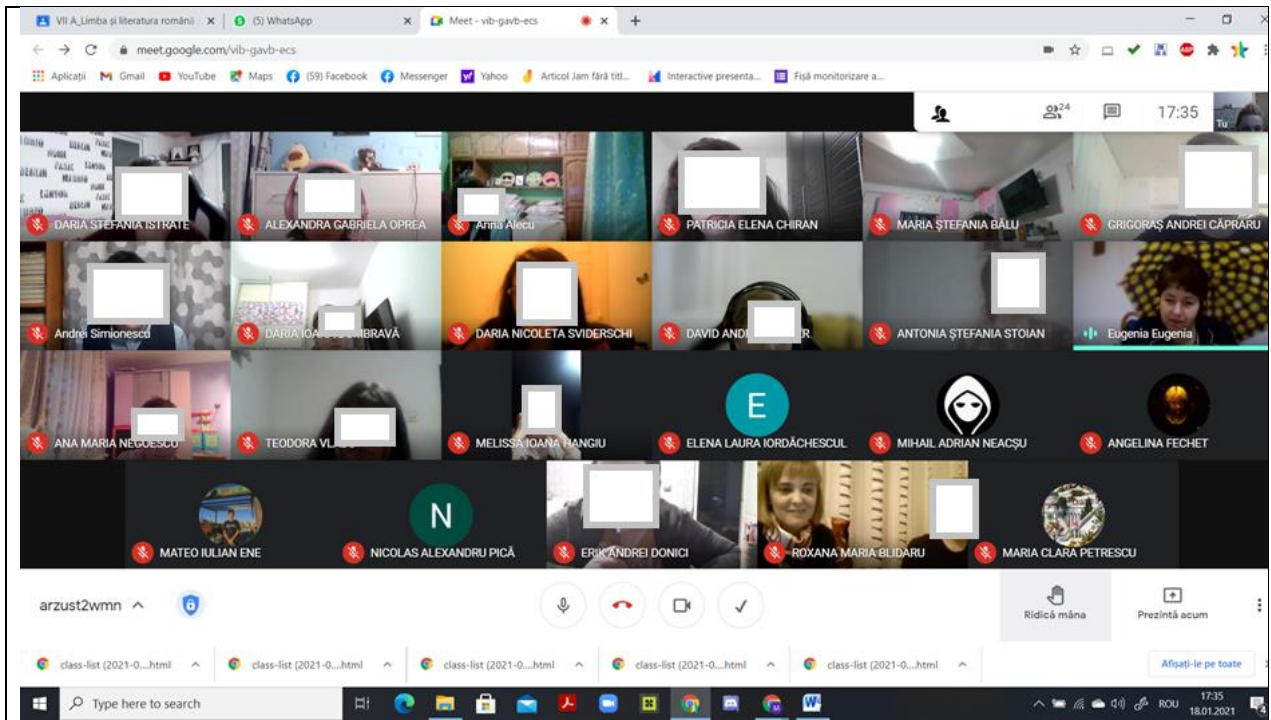 VII A_Limba și literatura română
(5) WhatsApp
Meet - vib-gavb-ecs
meet.google.com/vib-gavb-ecs
Aplicații
Gmail
YouTube
Maps
(59) Facebook
Messenger
Yahoo
Articol Jam fără titl...
Interactive presenta...
Fișă monitorizare a...
24
17:35
Tu
DARIA ȘTEFANIA ISTRATE
ALEXANDRA GABRIELA OPREA
Anna Alecu
PATRICIA ELENA CHIRAN
MARIA ȘTEFANIA BĂLU
GRIGORAȘ ANDREI CĂPRARU
Andrei Simionescu
DARIA
DARIA NICOLETA SVIDERSCHI
DAVID
ANTONIA ȘTEFANIA STOIAN
Eugenia Eugenia
ANA MARIA NEGOESCU
TEODORA
MELISSA IOANA HANGIU
E
ELENA LAURA IORDĂCHESCUL
MIHAIL ADRIAN NEACȘU
ANGELINA FECHET
MATEO IULIAN ENE
N
NICOLAS ALEXANDRU PICĂ
ERIK ANDREI DONICI
ROXANA MARIA BLIDARU
MARIA CLARA PETRESCU
arzust2wmn
Ridică mâna
Prezintă acum
class-list (2021-0....html
class-list (2021-0....html
class-list (2021-0....html
class-list (2021-0....html
class-list (2021-0....html
Afișați-le pe toate
Type here to search
ROU
17:35
18.01.2021
4